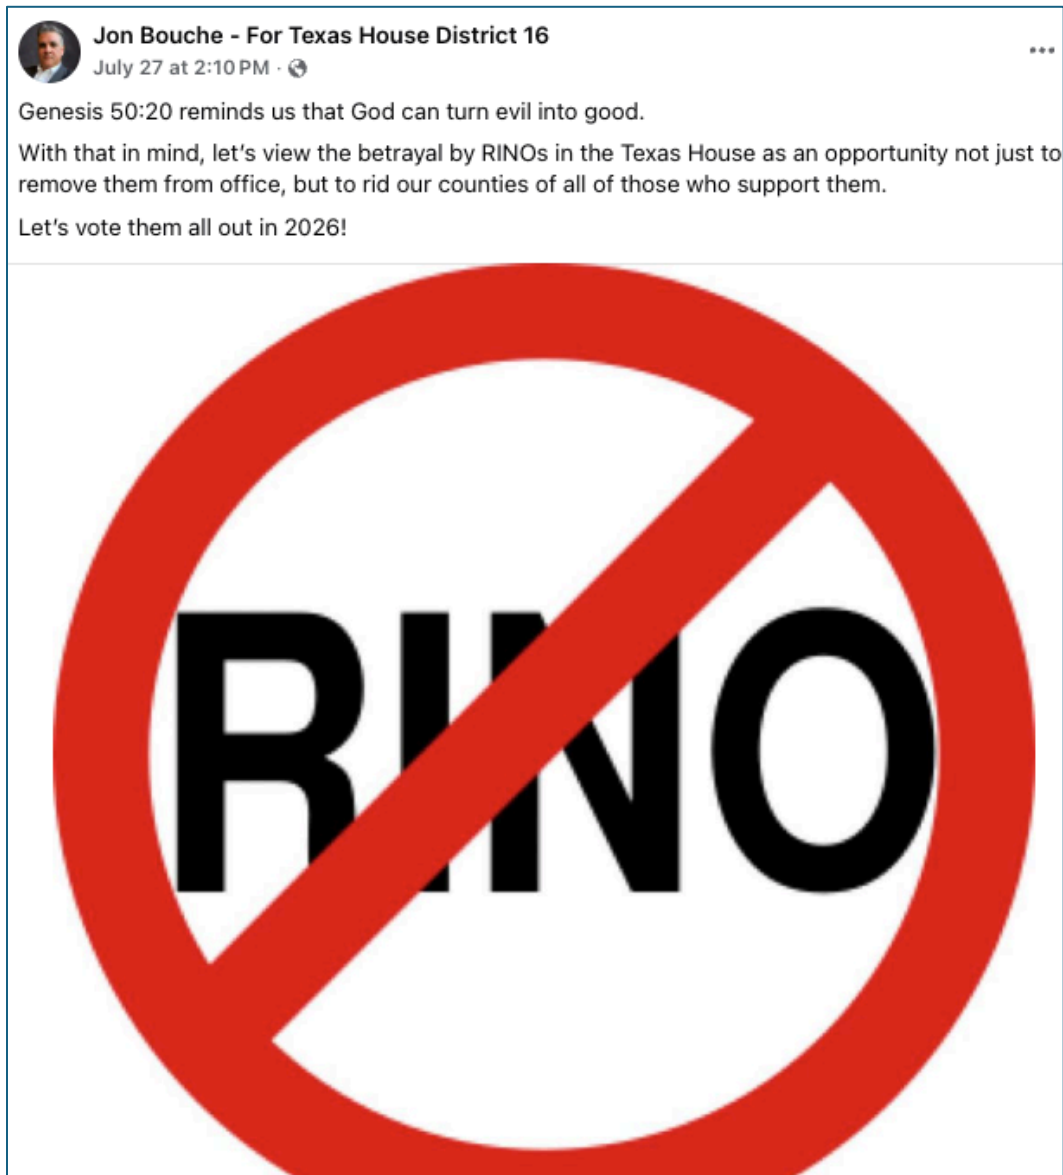 Jon Bouche - For Texas House District 16
July 27 at 2:10 PM ·
Genesis 50:20 reminds us that God can turn evil into good.
With that in mind, let's view the betrayal by RINOs in the Texas House as an opportunity not just to
remove them from office, but to rid our counties of all of those who support them.
Let's vote them all out in 2026!
RINO